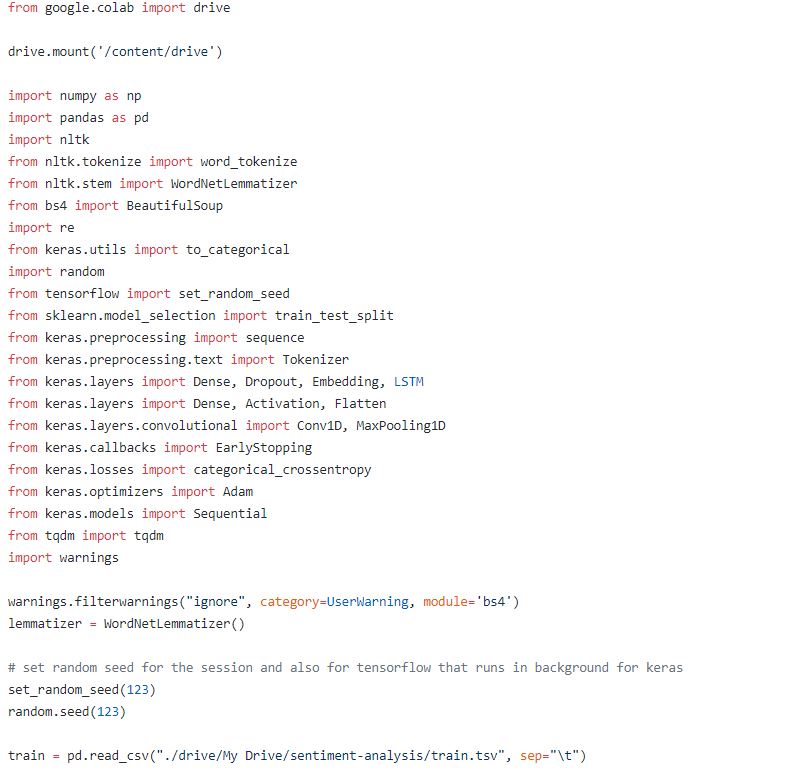 from google.colab import drive
drive.mount('/content/drive')
import numpy as np
import pandas as pd
import nltk
from nltk.tokenize import word_tokenize
from nltk.stem import WordNetLemmatizer
from bs4 import BeautifulSoup
import re
from keras.utils import to_categorical
import random
from tensorflow import set_random_seed
from sklearn.model_selection import train_test_split
from keras.preprocessing import sequence
from keras.preprocessing.text import Tokenizer
from keras.layers import Dense, Dropout, Embedding, LSTM
from keras.layers import Dense, Activation, Flatten
from keras.layers.convolutional import Conv1D, MaxPooling1D
from keras.callbacks import EarlyStopping
from keras.losses import categorical_crossentropy
from keras.optimizers import Adam
from keras.models import Sequential
from tqdm import tqdm
import warnings
warnings.filterwarnings("ignore", category=UserWarning, module='bs4')
lemmatizer = WordNetLemmatizer()
# set random seed for the session and also for tensorflow that runs in background for keras
set_random_seed(123)
random.seed(123)
train = pd.read_csv("./drive/My Drive/sentiment-analysis/train.tsv", sep="\t")